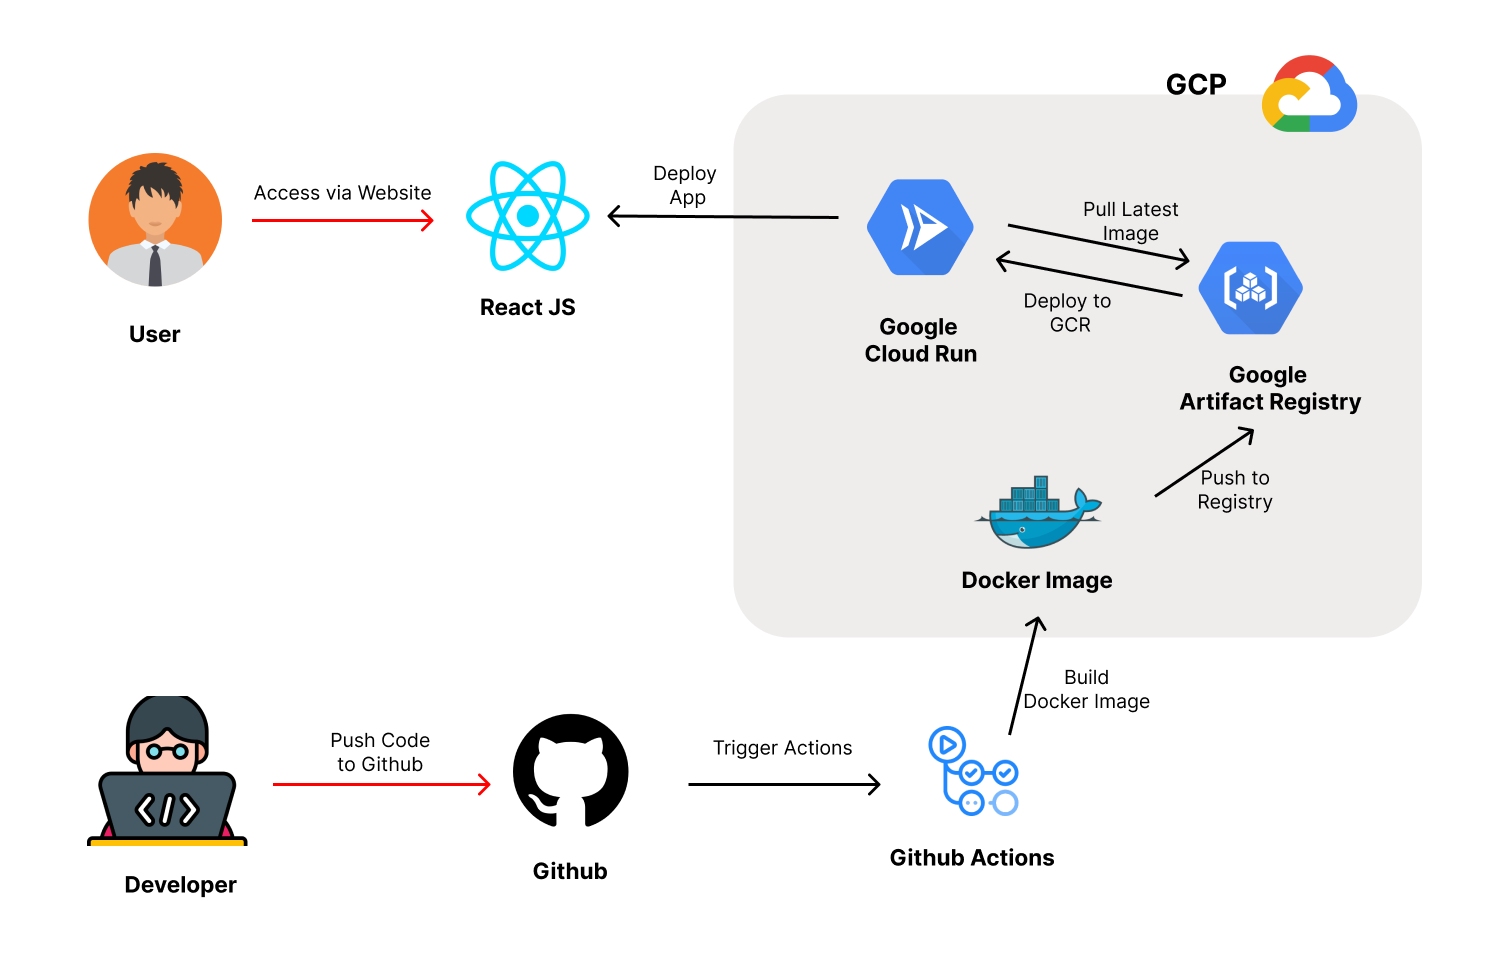 GCP
Access via Website
Deploy
App
Pull Latest
Image
Deploy to
GCR
React JS
User
Google
Cloud Run
Google
Artifact Registry
Push to
Registry
Docker Image
Build
Docker Image
Push Code
to Github
Trigger Actions
Github Actions
Github
Developer